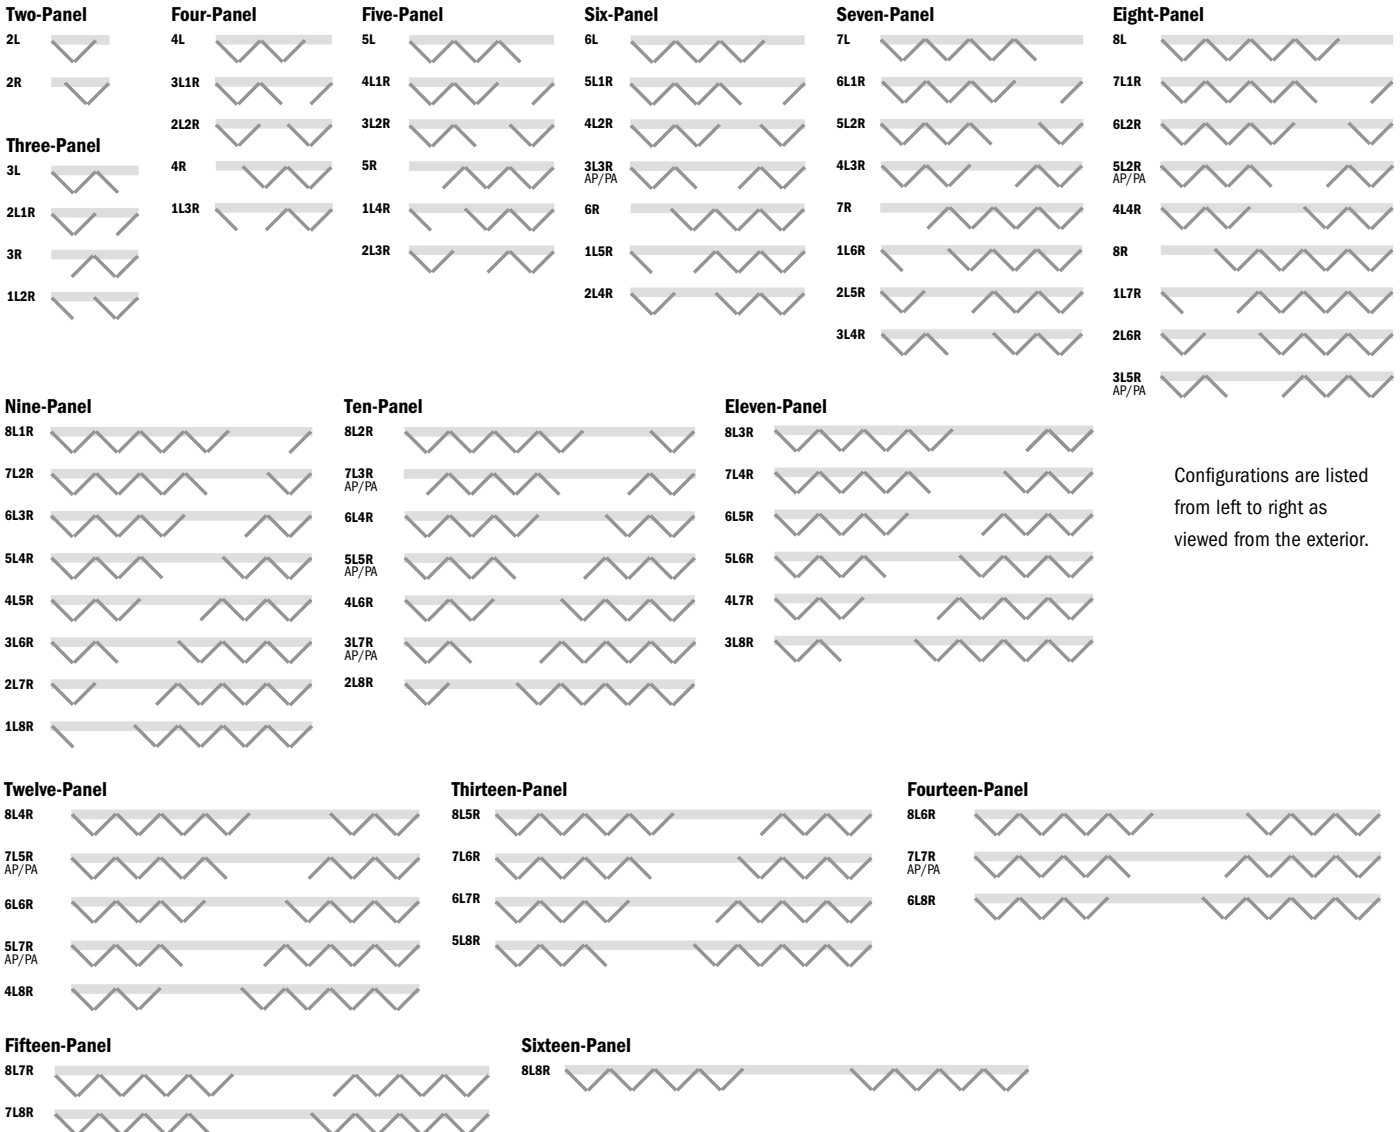 Two-Panel
2L
2R
Three-Panel
3L
2L1R
3R
1L2R
Four-Panel
4L
3L1R
2L2R
4R
1L3R
Five-Panel
5L
4L1R
3L2R
5R
1L4R
2L3R
Six-Panel
6L
5L1R
4L2R
3L3R
AP/PA
6R
1L5R
2L4R
Seven-Panel
7L
6L1R
5L2R
4L3R
7R
1L6R
2L5R
3L4R
Eight-Panel
8L
7L1R
6L2R
5L2R
AP/PA
4L4R
8R
1L7R
2L6R
3L5R
AP/PA
Nine-Panel
8L1R
7L2R
6L3R
5L4R
4L5R
3L6R
2L7R
1L8R
Ten-Panel
8L2R
7L3R
AP/PA
6L4R
5L5R
AP/PA
4L6R
3L7R
AP/PA
2L8R
Eleven-Panel
8L3R
7L4R
6L5R
5L6R
4L7R
3L8R
Configurations are listed
from left to right as
viewed from the exterior.
Twelve-Panel
8L4R
7L5R
AP/PA
6L6R
5L7R
AP/PA
4L8R
Thirteen-Panel
8L5R
7L6R
6L7R
5L8R
Fourteen-Panel
8L6R
7L7R
AP/PA
6L8R
Fifteen-Panel
8L7R
7L8R
Sixteen-Panel
8L8R